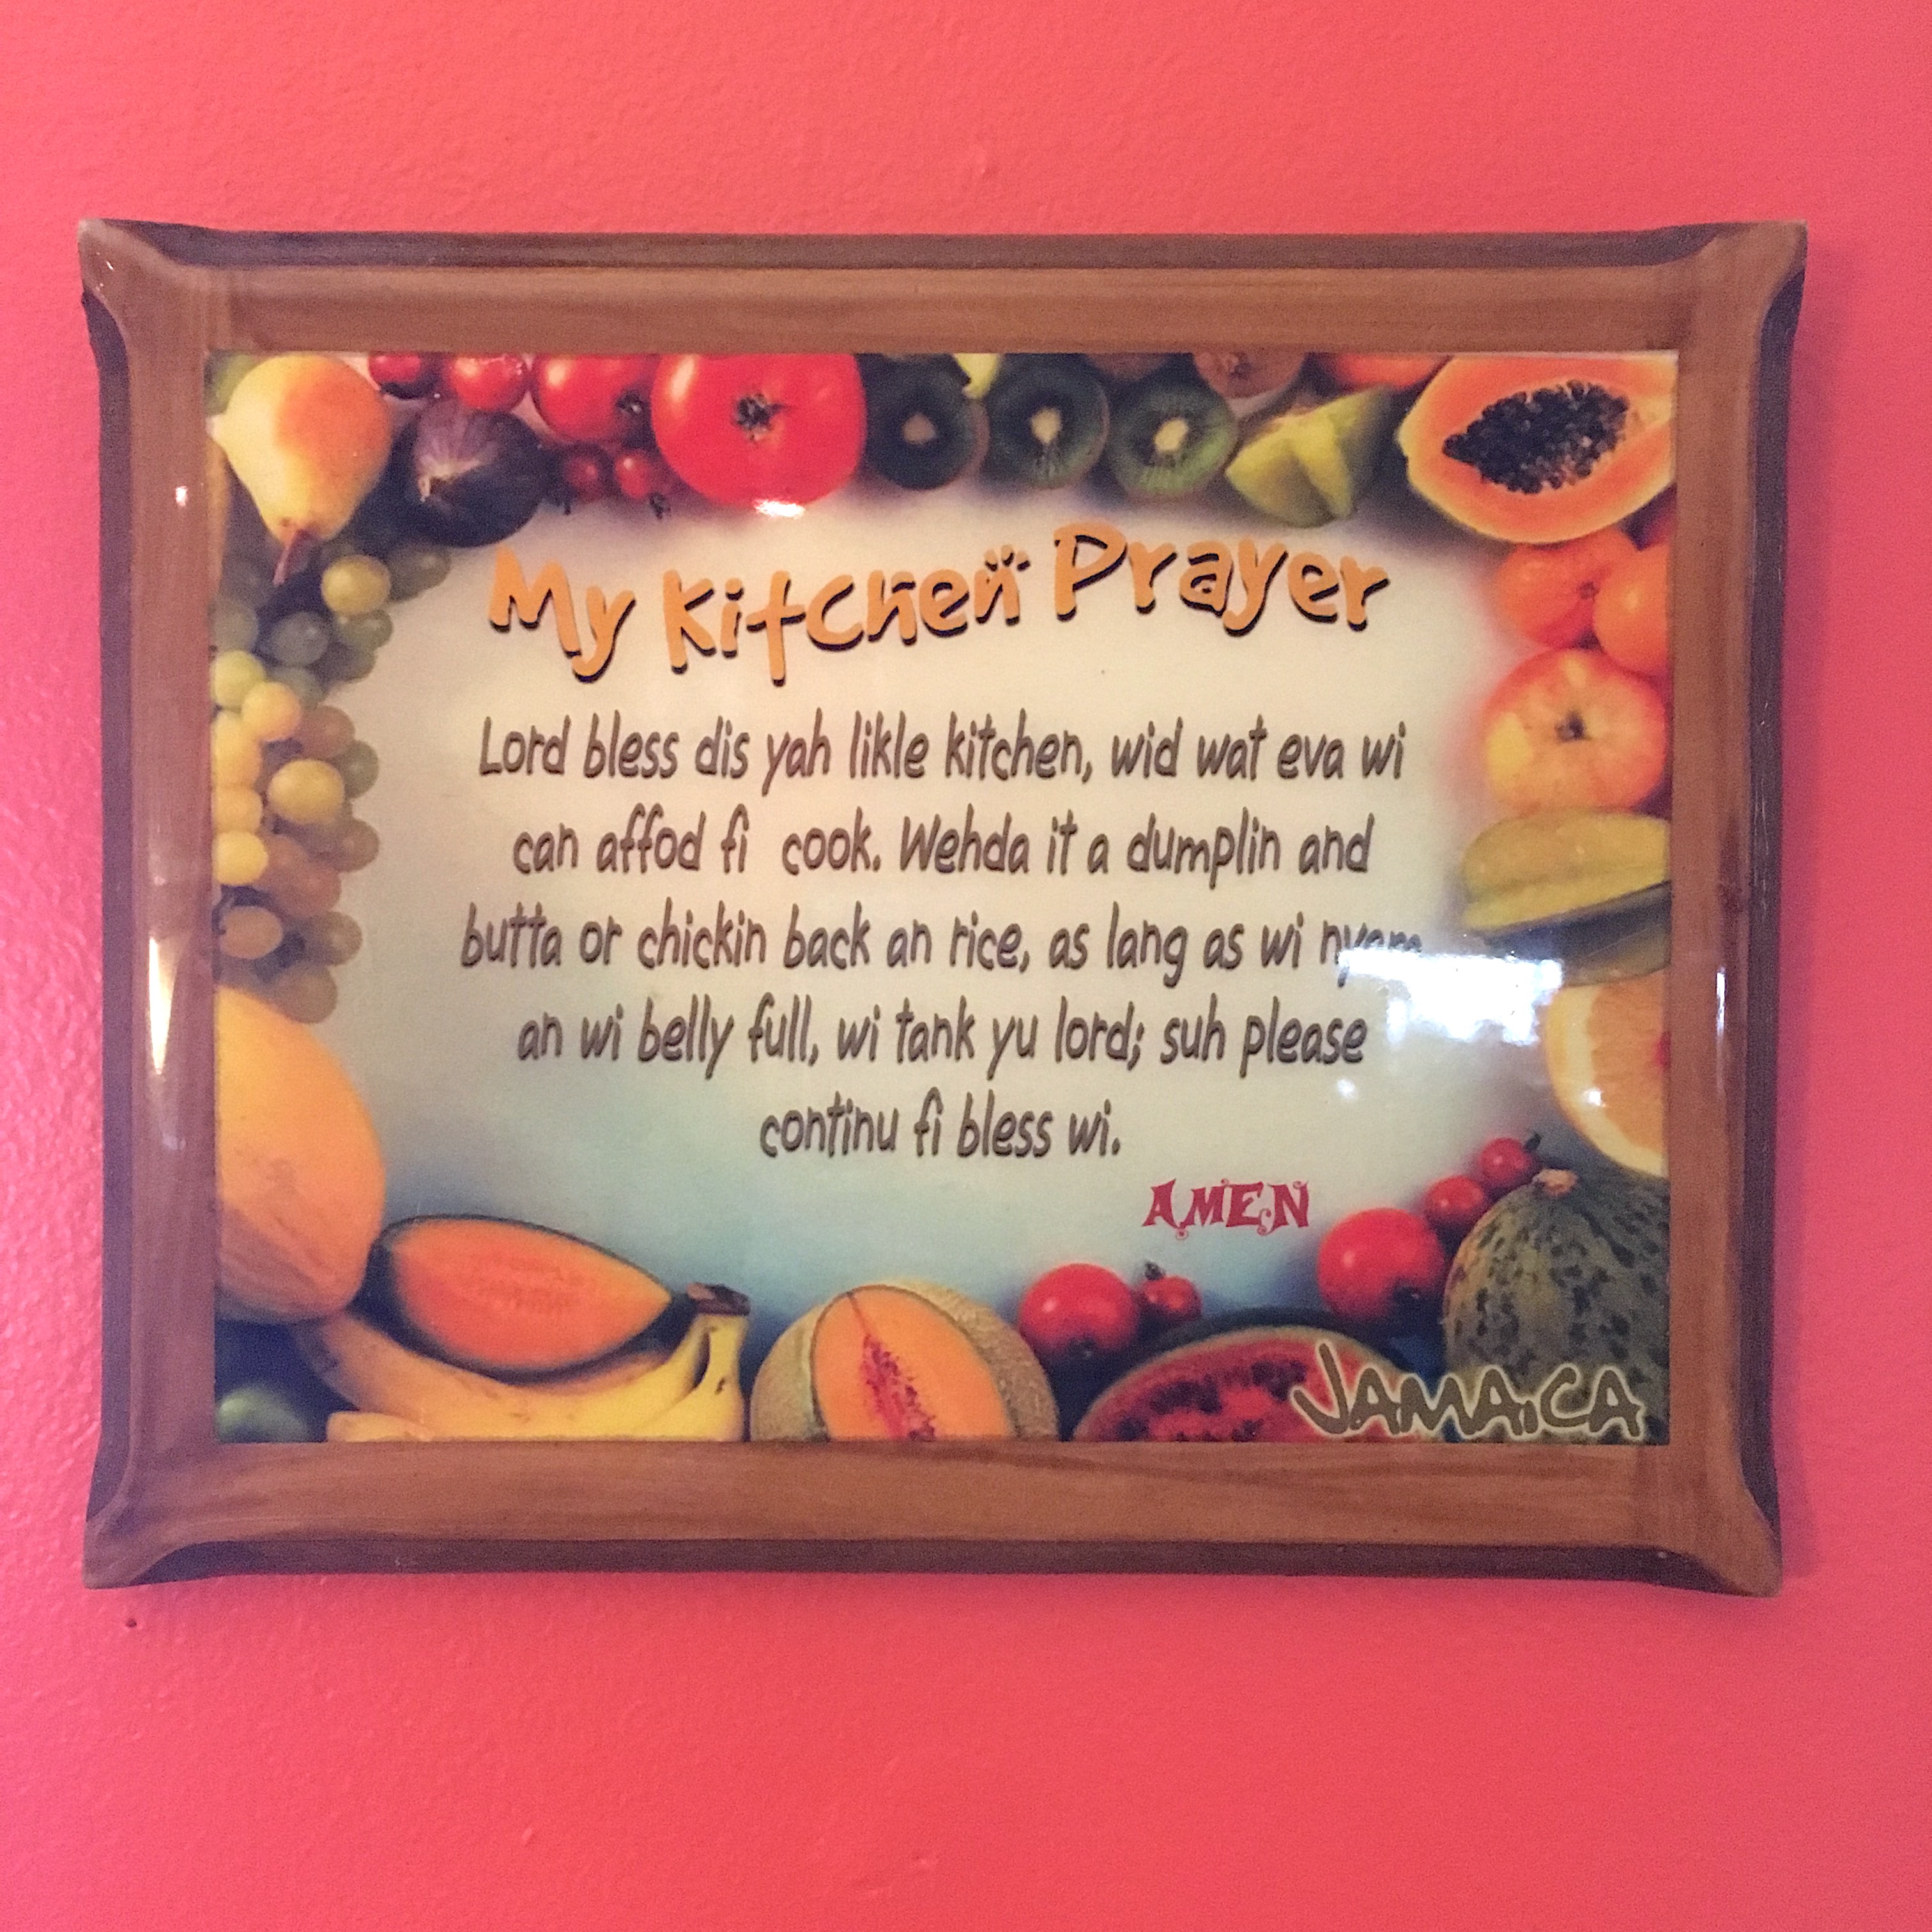 My Kitchen Prayer
Lord bless dis yah likle kitchen, wid wat eva wi
can affod fi cook. Wehda it a dumplin and
butta or chickin back an rice, as lang as wi nyam
an wi belly full, wi tank yu lord; suh please
continu fi bless wi.
AMEN
JAMAiCA